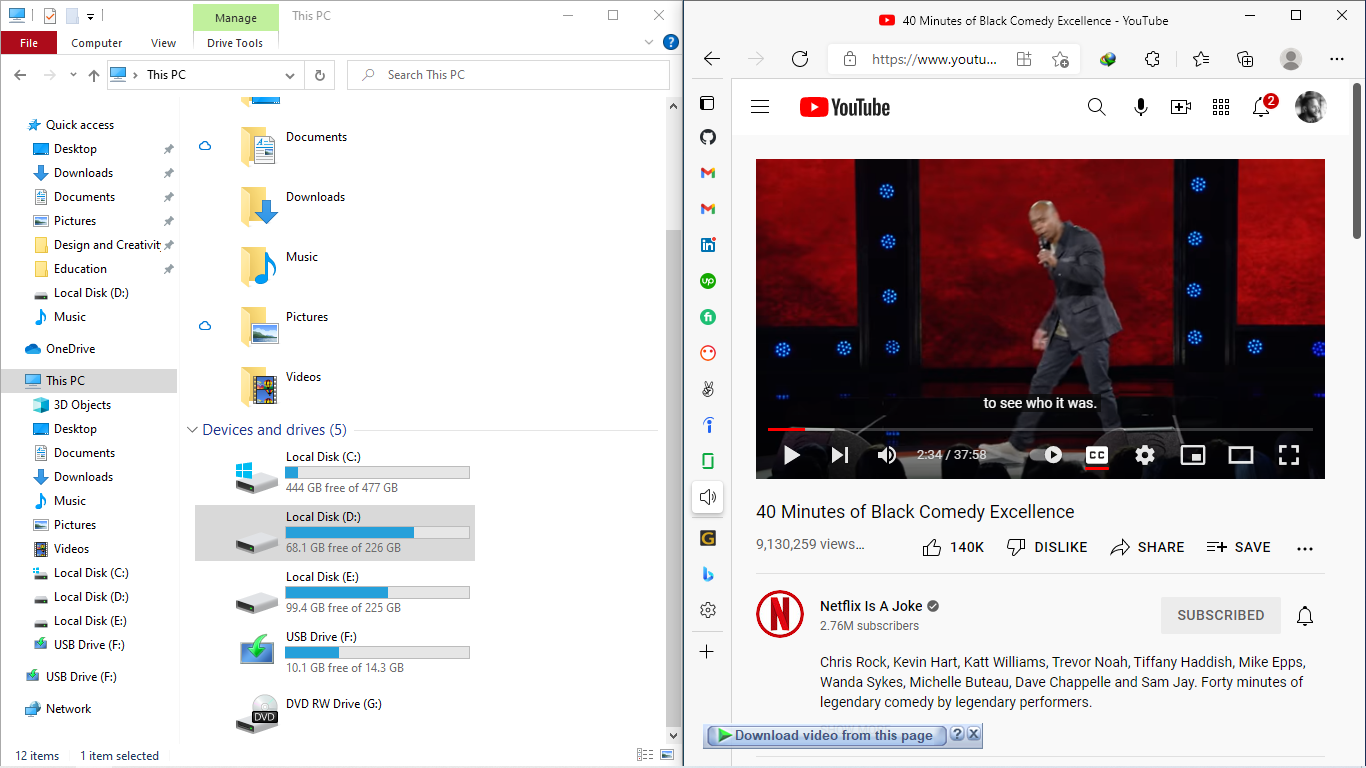 Manage
This PC
File
Computer
View
Drive Tools
This PC
Search This PC
Quick access
Desktop
Downloads
Documents
Pictures
Design and Creativit
Education
Local Disk (D:)
Music
OneDrive
This PC
3D Objects
Desktop
Documents
Downloads
Music
Pictures
Videos
Local Disk (C:)
Local Disk (D:)
Local Disk (E:)
USB Drive (F:)
USB Drive (F:)
Network
Documents
Downloads
Music
Pictures
Videos
Devices and drives (5)
Local Disk (C:)
444 GB free of 477 GB
Local Disk (D:)
68.1 GB free of 226 GB
Local Disk (E:)
99.4 GB free of 225 GB
USB Drive (F:)
10.1 GB free of 14.3 GB
DVD
DVD RW Drive (G:)
12 items
1 item selected
40 Minutes of Black Comedy Excellence - YouTube
https://www.youtu...
YouTube
2
in
up
fi
G
to see who it was.
2:34 / 37:58
CC
40 Minutes of Black Comedy Excellence
9,130,259 views...
140K
DISLIKE
SHARE
SAVE
N
Netflix Is A Joke
2.76M subscribers
SUBSCRIBED
Chris Rock, Kevin Hart, Katt Williams, Trevor Noah, Tiffany Haddish, Mike Epps,
Wanda Sykes, Michelle Buteau, Dave Chappelle and Sam Jay. Forty minutes of
legendary comedy by legendary performers.
Download video from this page
?